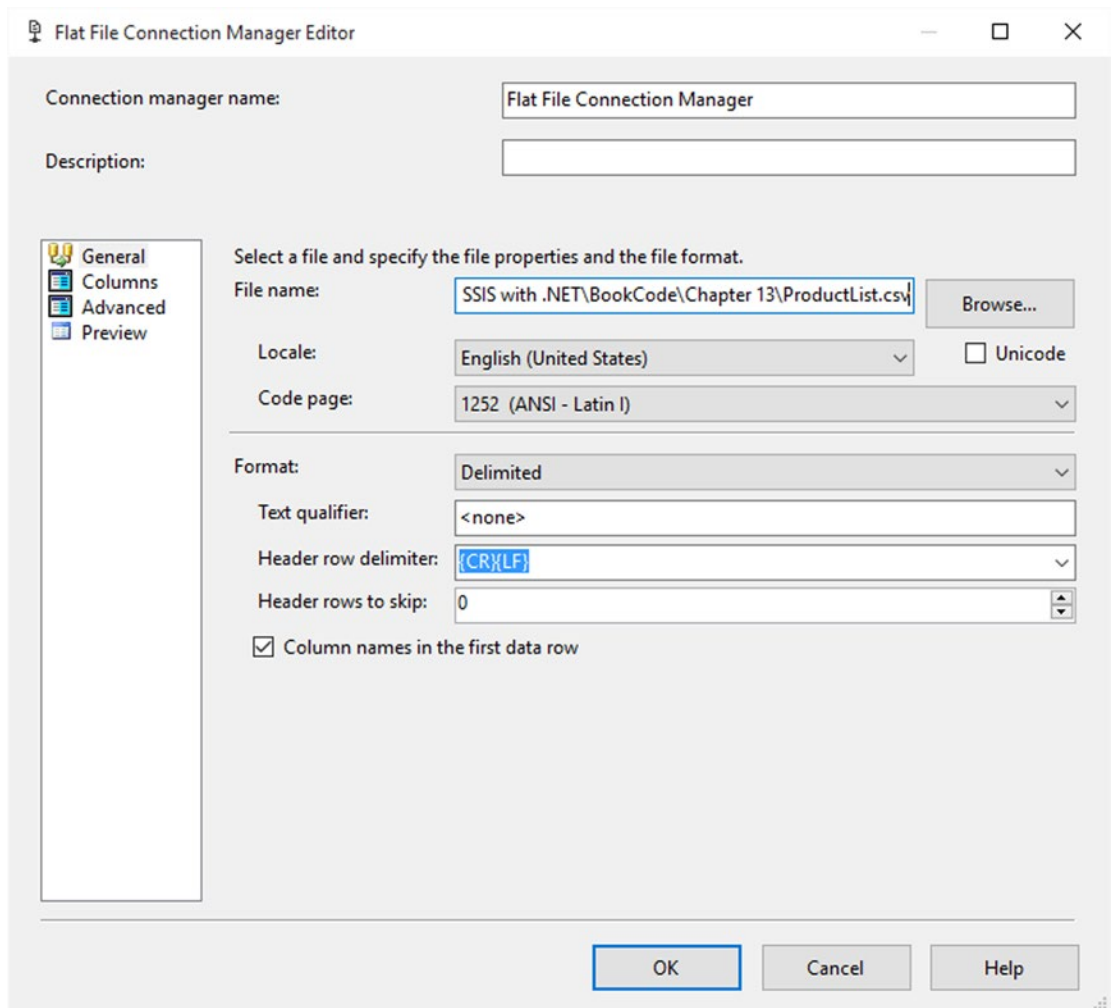 Flat File Connection Manager Editor
Connection manager name:
Flat File Connection Manager
Description:
General
Columns
Advanced
Preview
Select a file and specify the file properties and the file format.
File name:
SSIS with .NET\BookCode\Chapter 13\ProductList.csv
Browse...
Locale:
English (United States)
Unicode
Code page:
1252 (ANSI - Latin I)
Format:
Delimited
Text qualifier:
<none>
Header row delimiter:
{CR}{LF}
Header rows to skip:
0
Column names in the first data row
OK
Cancel
Help